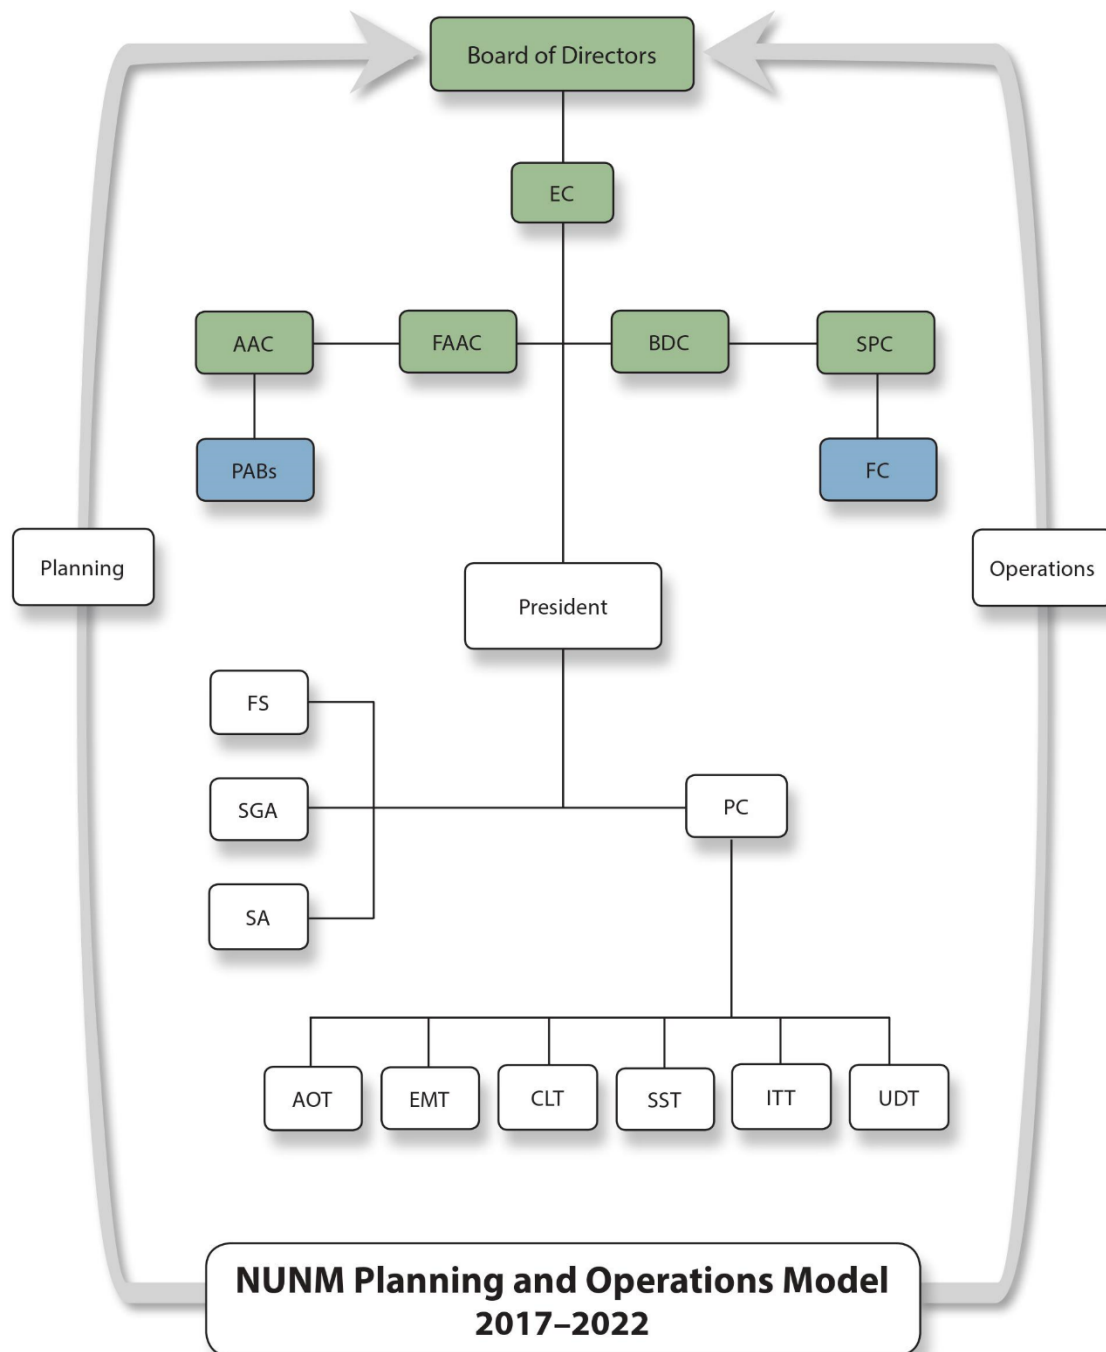 Board of Directors
EC
AAC
FAAC
BDC
SPC
PABs
FC
Planning
Operations
President
FS
SGA
PC
SA
AOT
EMT
CLT
SST
ITT
UDT
NUNM Planning and Operations Model
2017–2022